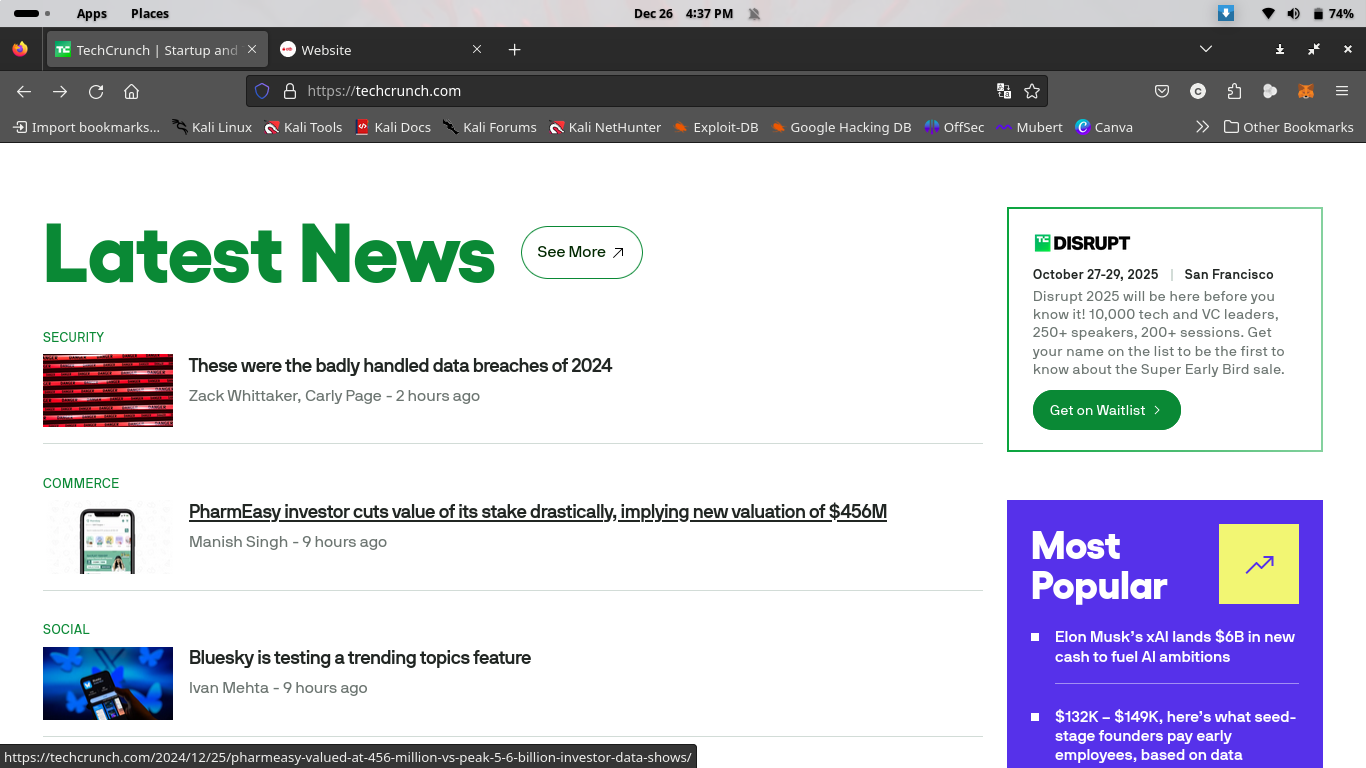 Apps Places Dec 26 4:37 PM 74%
TechCrunch | Startup and
Website
https://techcrunch.com
Import bookmarks... Kali Linux Kali Tools Kali Docs Kali Forums Kali NetHunter Exploit-DB Google Hacking DB OffSec Mubert Canva Other Bookmarks
Latest News
See More
SECURITY
These were the badly handled data breaches of 2024
Zack Whittaker, Carly Page - 2 hours ago
COMMERCE
PharmEasy investor cuts value of its stake drastically, implying new valuation of $456M
Manish Singh - 9 hours ago
SOCIAL
Bluesky is testing a trending topics feature
Ivan Mehta - 9 hours ago
TC DISRUPT
October 27-29, 2025 | San Francisco
Disrupt 2025 will be here before you
know it! 10,000 tech and VC leaders,
250+ speakers, 200+ sessions. Get
your name on the list to be the first to
know about the Super Early Bird sale.
Get on Waitlist
Most
Popular
Elon Musk's xAI lands $6B in new
cash to fuel AI ambitions
$132K – $149K, here's what seed-
stage founders pay early
employees, based on data
https://techcrunch.com/2024/12/25/pharmeasy-valued-at-456-million-vs-peak-5-6-billion-investor-data-shows/